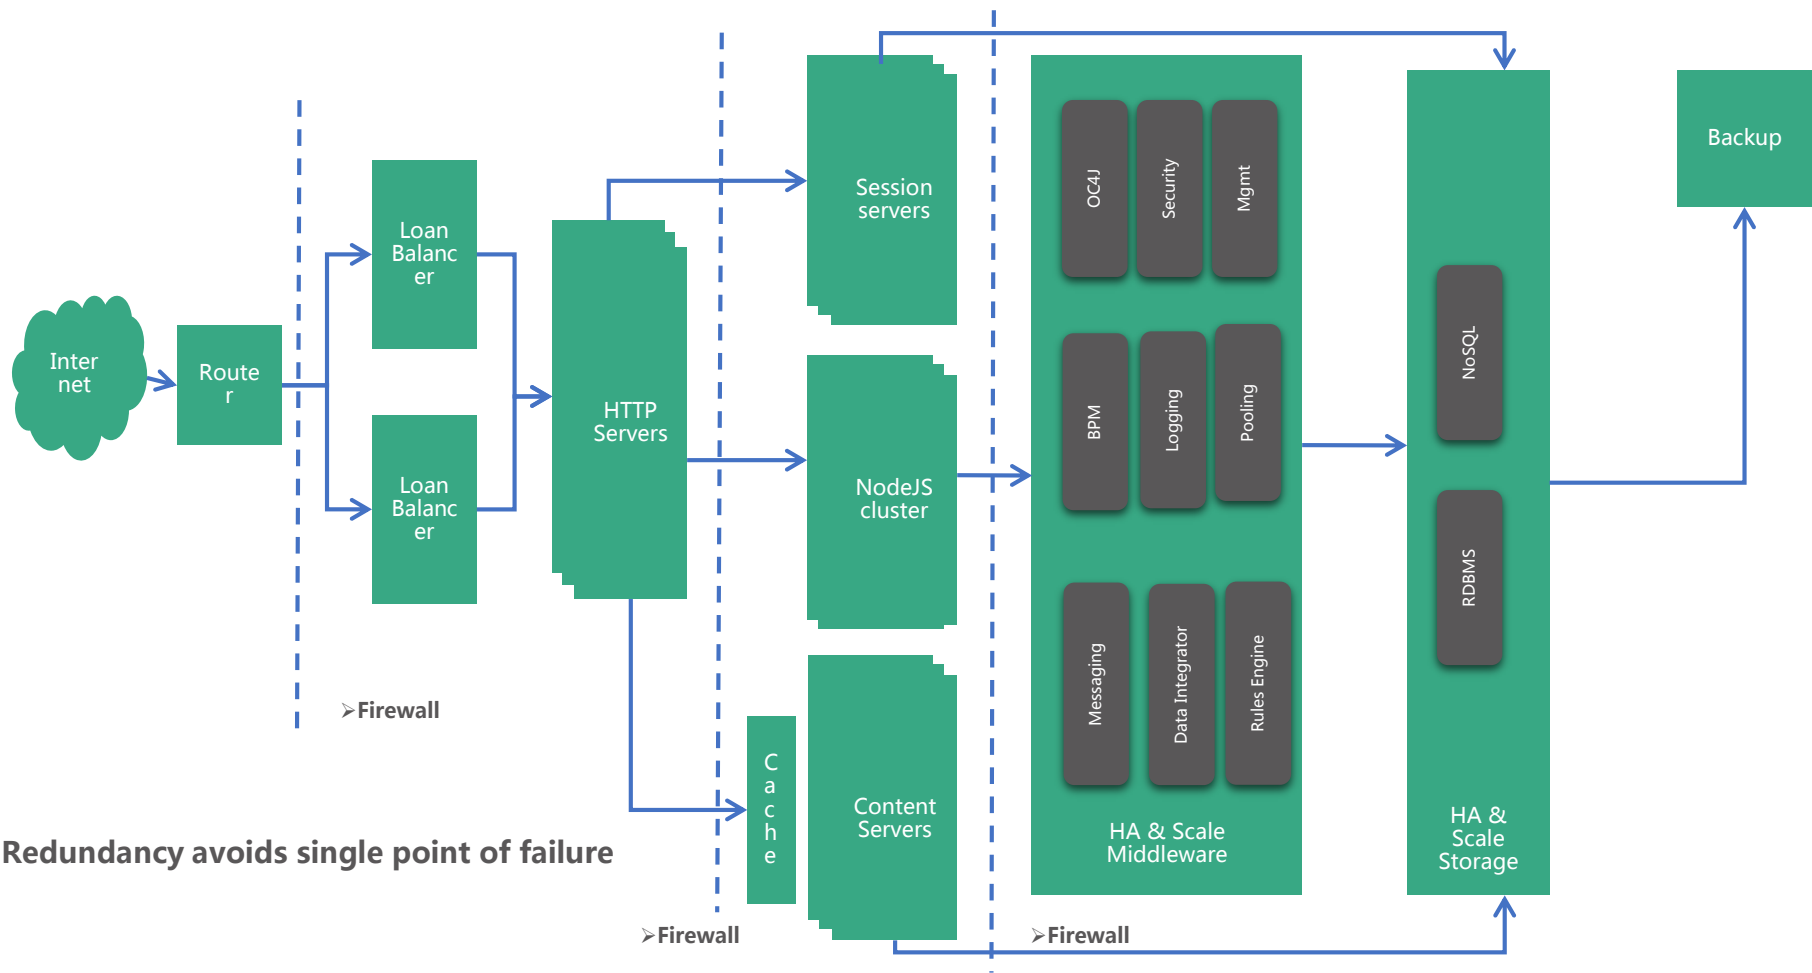 Inter
net
Route
r
Loan
Balanc
er
Loan
Balanc
er
➢Firewall
HTTP
Servers
Session
servers
NodeJS
cluster
C
a
c
h
e
Content
Servers
➢Firewall
OC4J
Security
Mgmt
BPM
Logging
Pooling
Messaging
Data Integrator
Rules Engine
HA & Scale
Middleware
➢Firewall
NoSQL
RDBMS
HA &
Scale
Storage
Backup
Redundancy avoids single point of failure